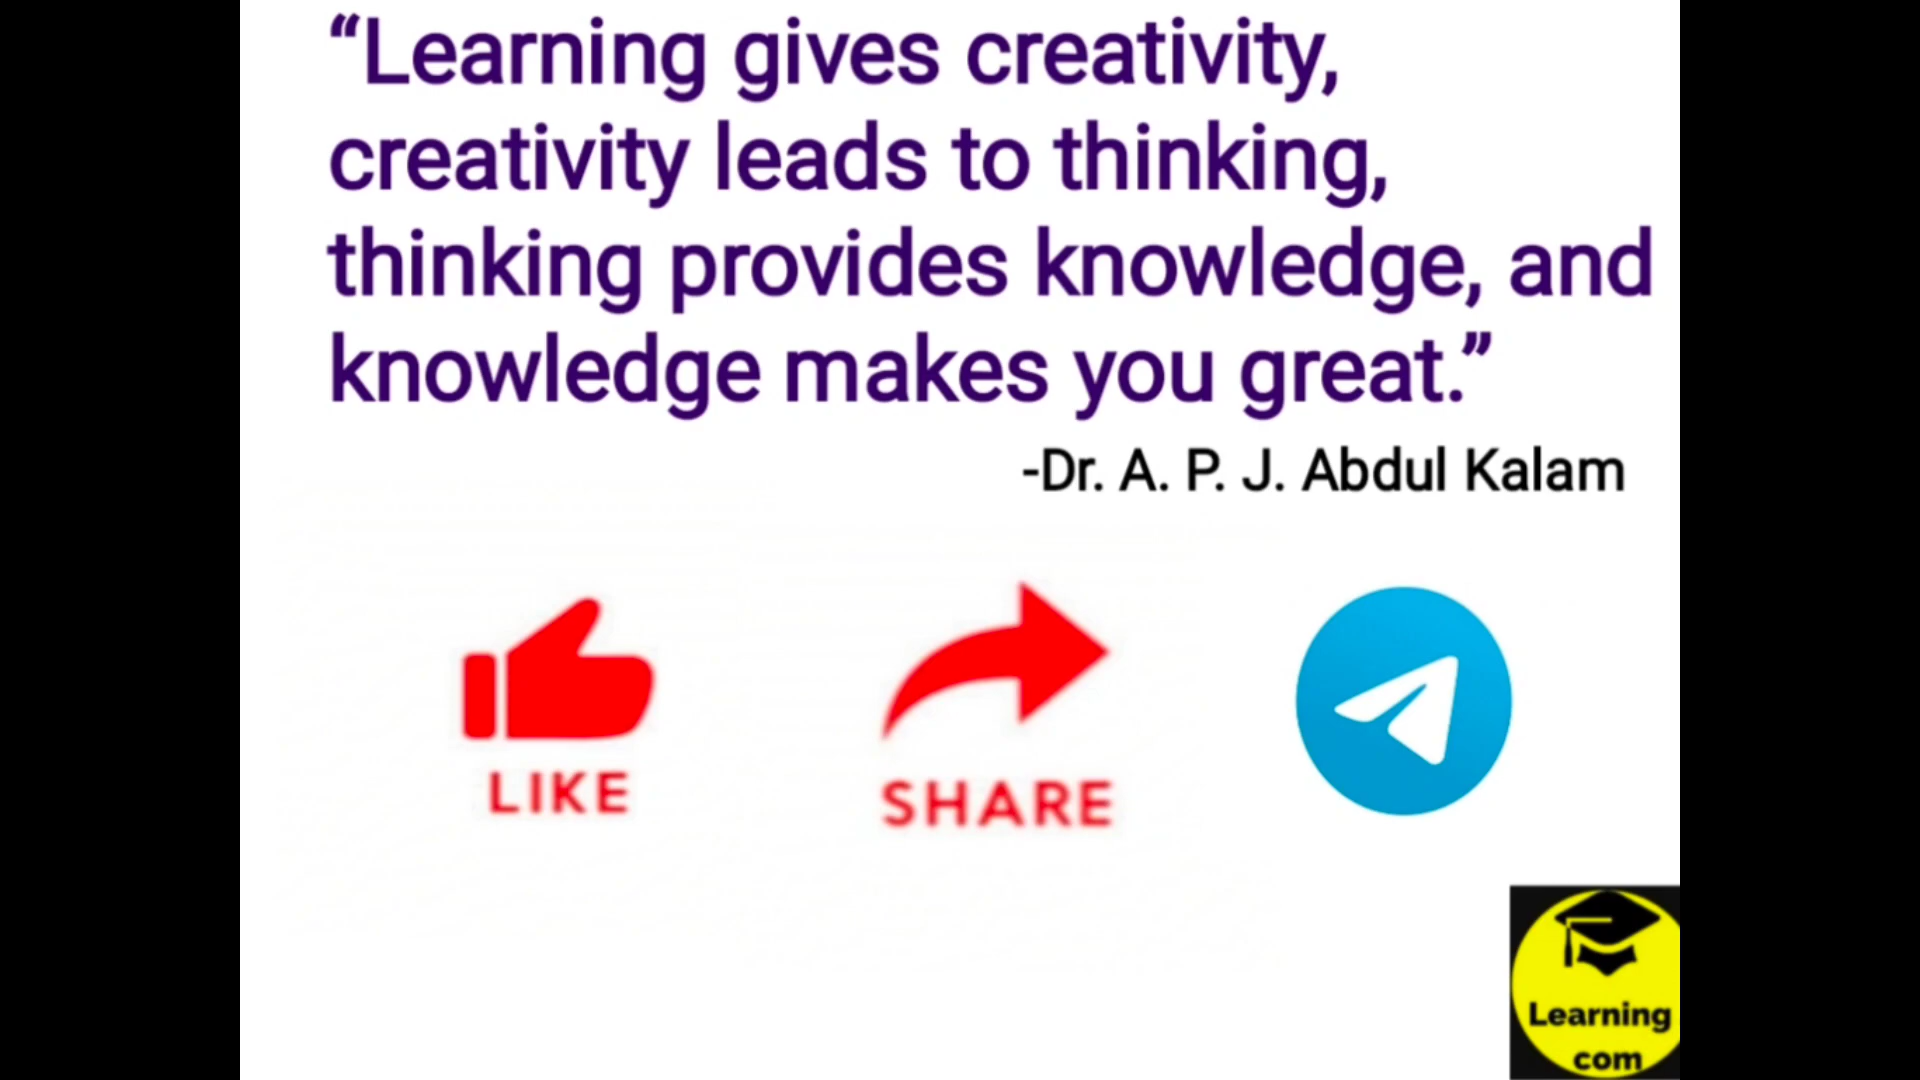 “Learning gives creativity,
creativity leads to thinking,
thinking provides knowledge, and
knowledge makes you great.”
-Dr. A. P. J. Abdul Kalam
LIKE
SHARE
Learning
com